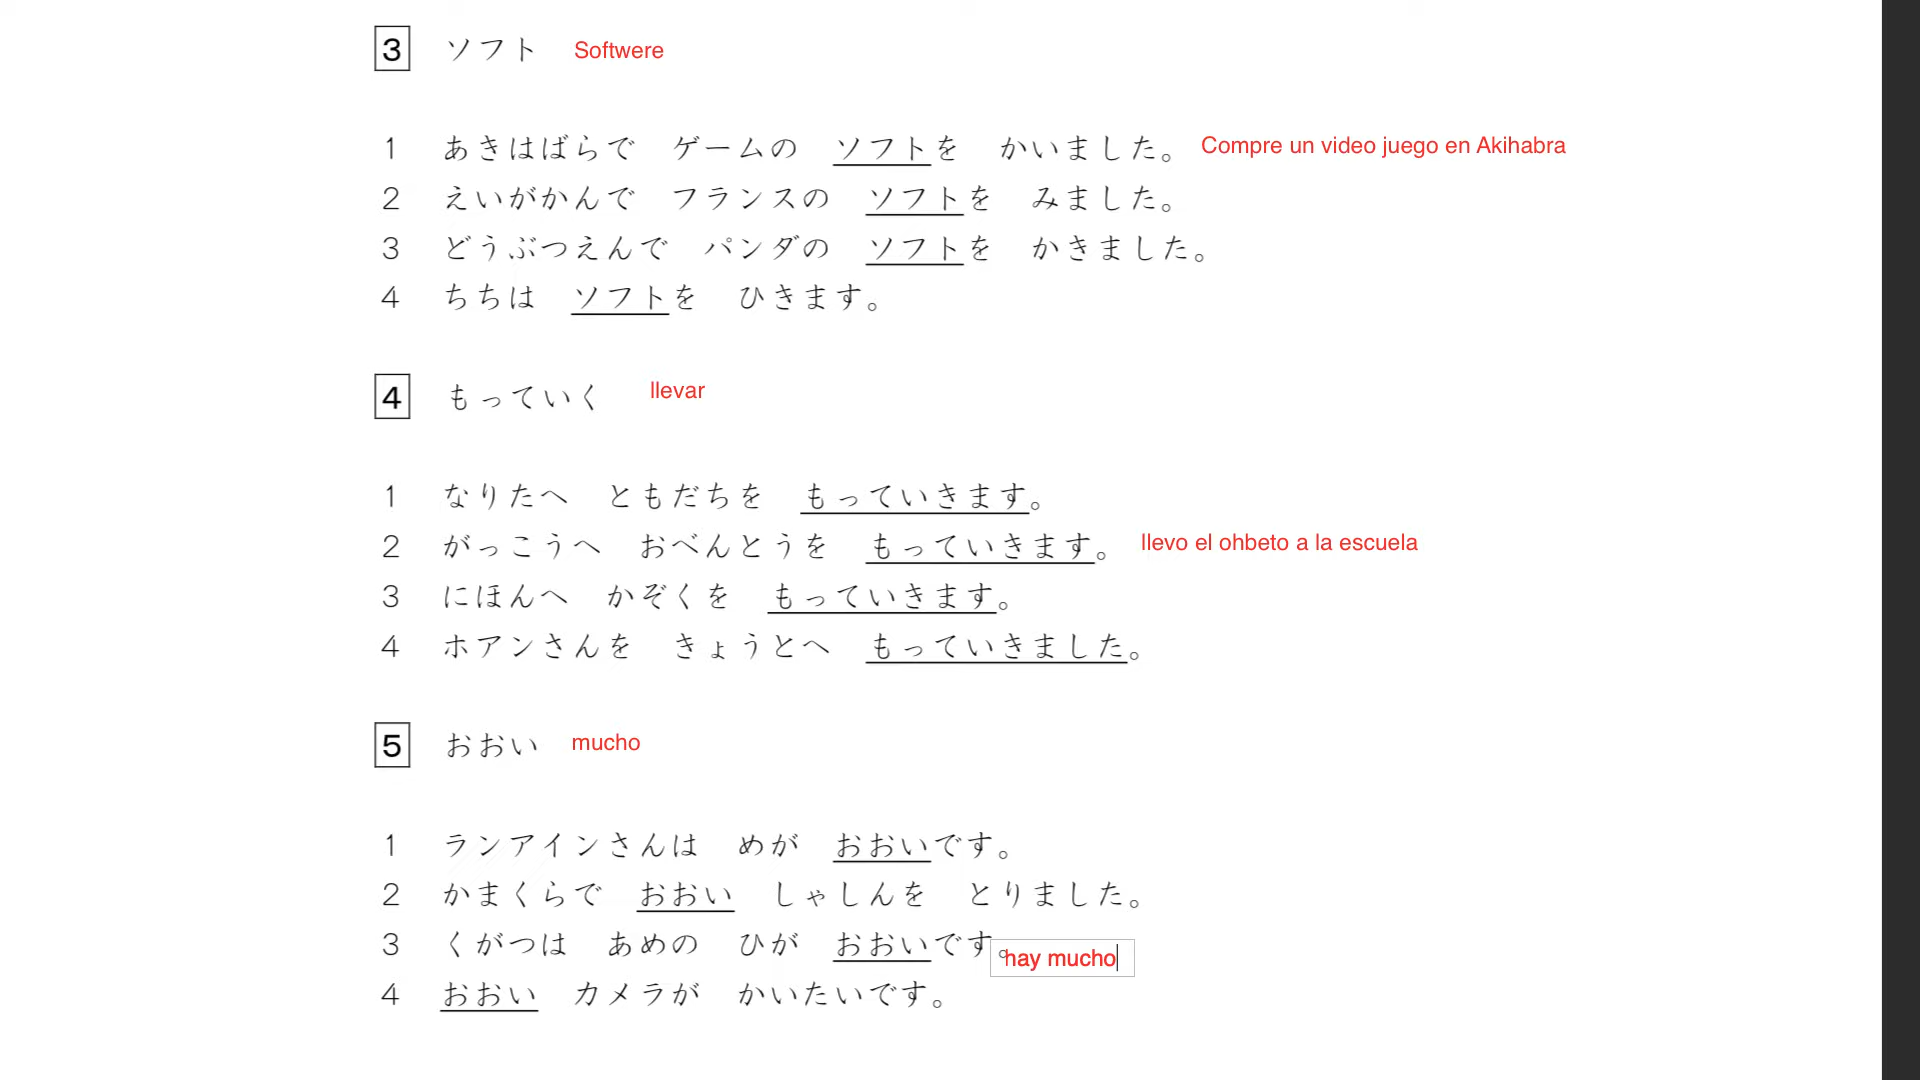 3 ソフト Softwere
1 あきはばらで ゲームの ソフトを かいました。 Compre un video juego en Akihabra
2 えいがかんで フランスの ソフトを みました。
3 どうぶつえんで パンダの ソフトを かきました。
4 ちちは ソフトを ひきます。
4 もっていく llevar
1 なりたへ ともだちを もっていきます。
2 がっこうへ おべんとうを もっていきます。 llevo el ohbeto a la escuela
3 にほんへ かぞくを もっていきます。
4 ホアンさんを きょうとへ もっていきました。
5 おおい mucho
1 ランアインさんは めが おおいです。
2 かまくらで おおい しゃしんを とりました。
3 くがつは あめの ひが おおいです。 hay mucho
4 おおい カメラが かいたいです。